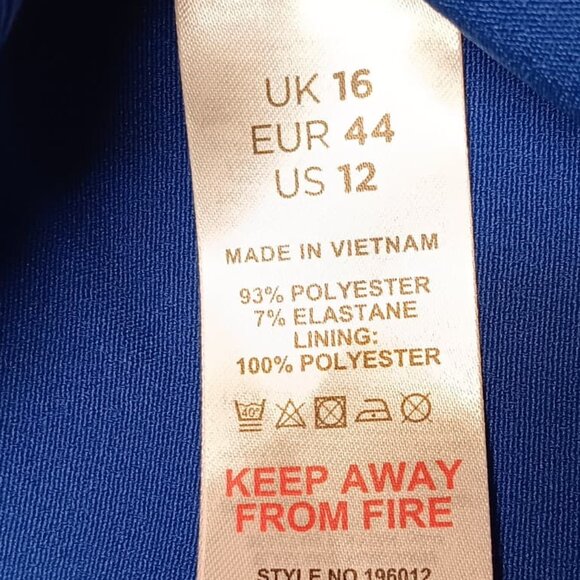 UK 16
EUR 44
US 12
MADE IN VIETNAM
93% POLYESTER
7% ELASTANE
LINING:
100% POLYESTER
40°
KEEP AWAY
FROM FIRE
STYLE NO 196012